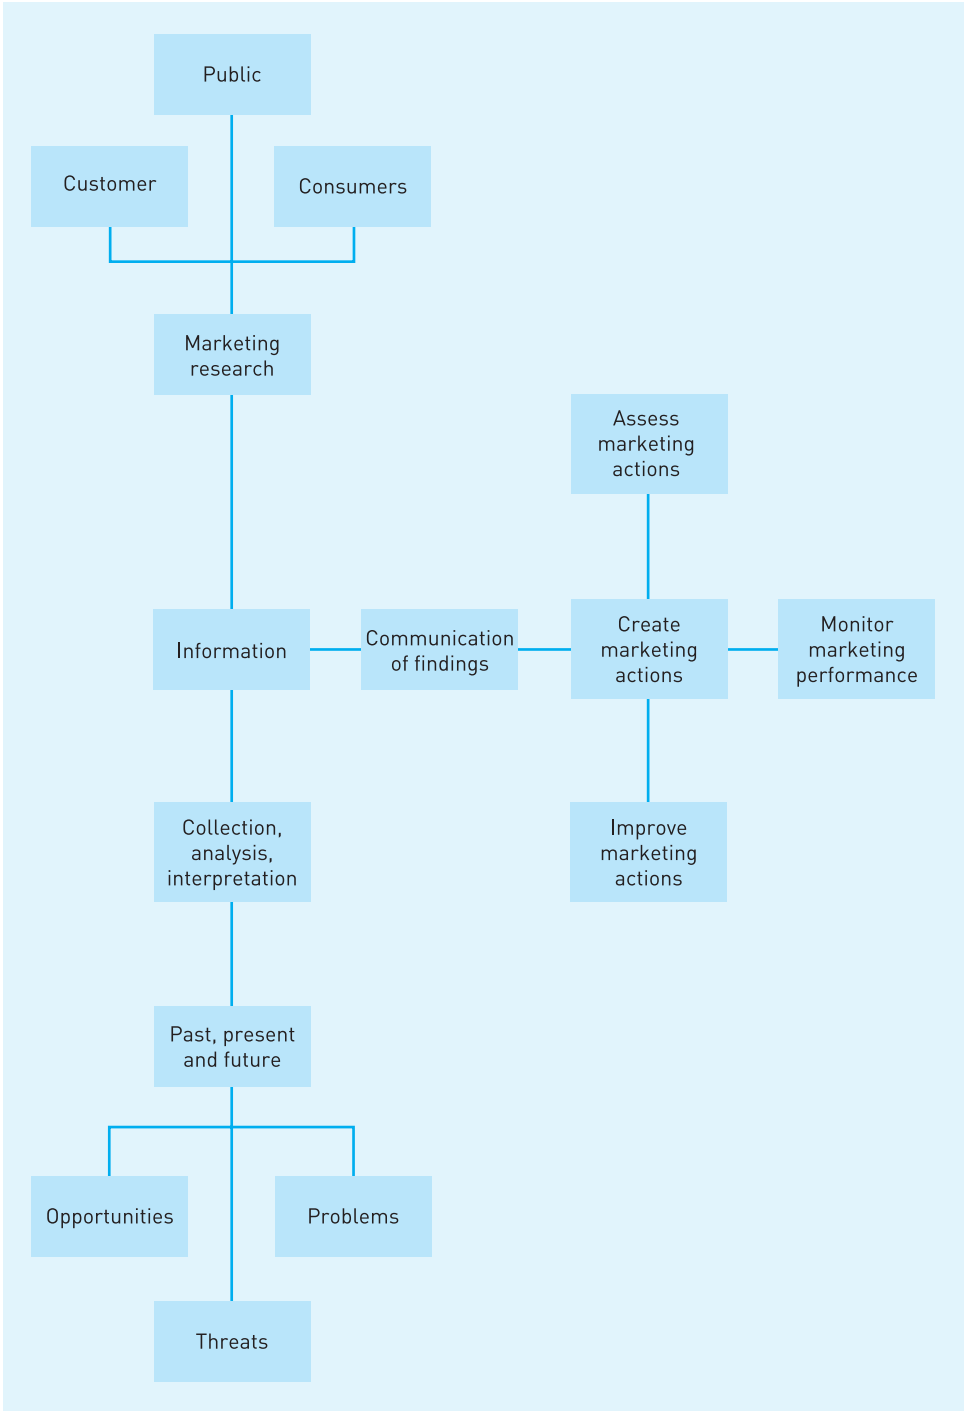 Public
Customer
Consumers
Marketing
research
Assess
marketing
actions
Information
Communication
of findings
Create
marketing
actions
Monitor
marketing
performance
Collection,
analysis,
interpretation
Improve
marketing
actions
Past, present
and future
Opportunities
Problems
Threats